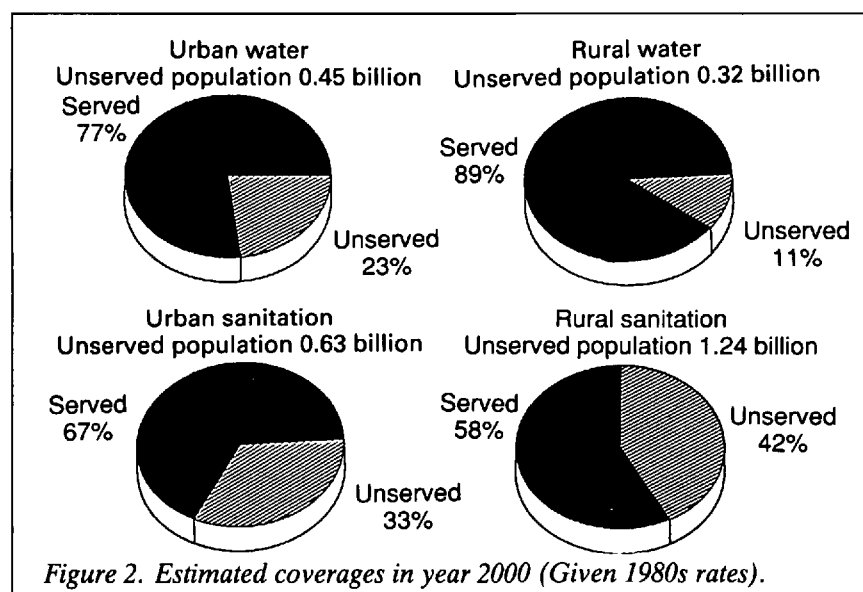 Urban water
Unserved population 0.45 billion
Served
77%
Unserved
23%
Rural water
Unserved population 0.32 billion
Served
89%
Unserved
11%
Urban sanitation
Unserved population 0.63 billion
Served
67%
Unserved
33%
Rural sanitation
Unserved population 1.24 billion
Served
58%
Unserved
42%
Figure 2. Estimated coverages in year 2000 (Given 1980s rates).